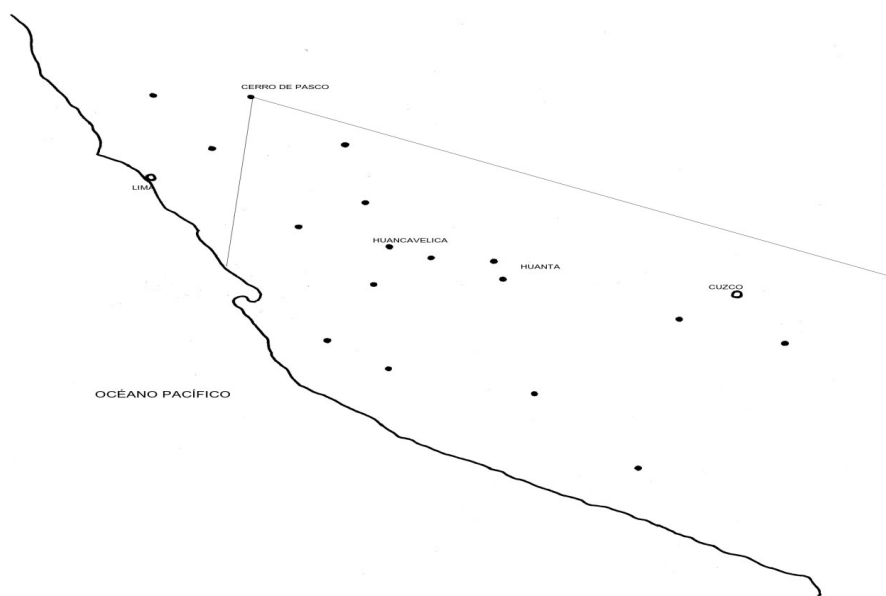 CERRO DE PASCO
LIMA
HUANCAVELICA
HUANTA
CUZCO
OCÉANO PACÍFICO